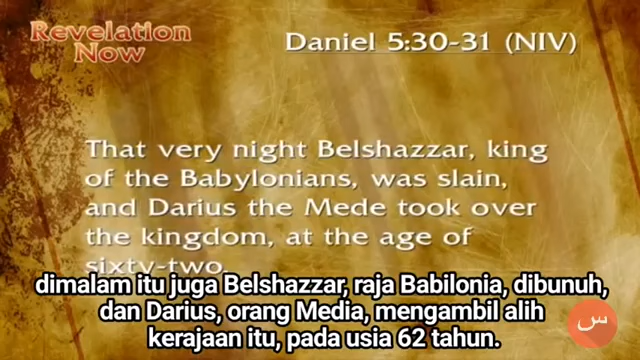 Revelation
Now
Daniel 5:30-31 (NIV)
That very night Belshazzar, king
of the Babylonians, was slain,
and Darius the Mede took over
the kingdom, at the age of
sixty-two.
dimalam itu juga Belshazzar, raja Babilonia, dibunuh,
dan Darius, orang Media, mengambil alih
kerajaan itu, pada usia 62 tahun.
س